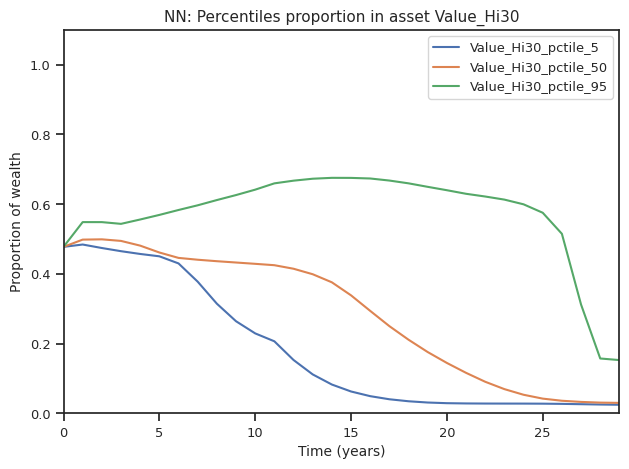 NN: Percentiles proportion in asset Value_Hi30
Value_Hi30_pctile_5
Value_Hi30_pctile_50
Value_Hi30_pctile_95
Proportion of wealth
1.0
0.8
0.6
0.4
0.2
0.0
0 5 10 15 20 25
Time (years)